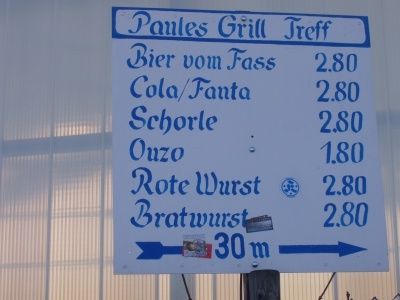 Paules Grill Treff
Bier vom Fass 2.80
Cola/Fanta 2.80
Schorle 2.80
Ouzo 1.80
Rote Wurst 2.80
Bratwurst 2.80
30 m